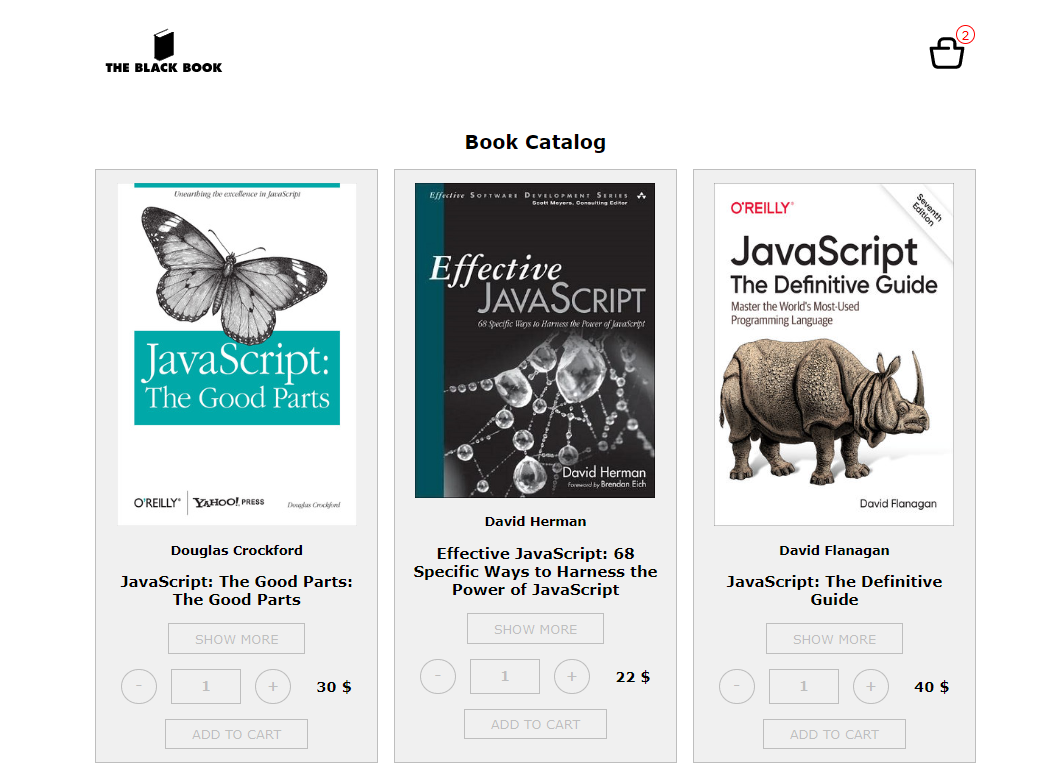 THE BLACK BOOK
2
Book Catalog
Unearthing the excellence in JavaScript
JavaScript:
The Good Parts
O'REILLY® YAHOO! PRESS Douglas Crockford
Douglas Crockford
JavaScript: The Good Parts:
The Good Parts
SHOW MORE
- 1 + 30 $
ADD TO CART
Effective SOFTWARE DEVELOPMENT SERIES
Scott Meyers, Consulting Editor
Effective
JAVASCRIPT
68 Specific Ways to Harness the Power of JavaScript
David Herman
Foreword by Brendan Eich
David Herman
Effective JavaScript: 68
Specific Ways to Harness the
Power of JavaScript
SHOW MORE
- 1 + 22 $
ADD TO CART
O'REILLY®
Seventh
Edition
JavaScript
The Definitive Guide
Master the World's Most-Used
Programming Language
David Flanagan
David Flanagan
JavaScript: The Definitive
Guide
SHOW MORE
- 1 + 40 $
ADD TO CART